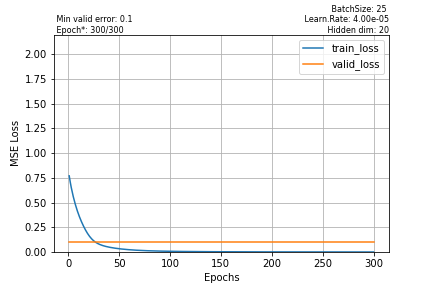 BatchSize: 25
Min valid error: 0.1
Learn.Rate: 4.00e-05
Epoch*: 300/300
Hidden dim: 20
train_loss
valid_loss
2.00
1.75
1.50
1.25
1.00
0.75
0.50
0.25
0.00
MSE Loss
0 50 100 150 200 250 300
Epochs